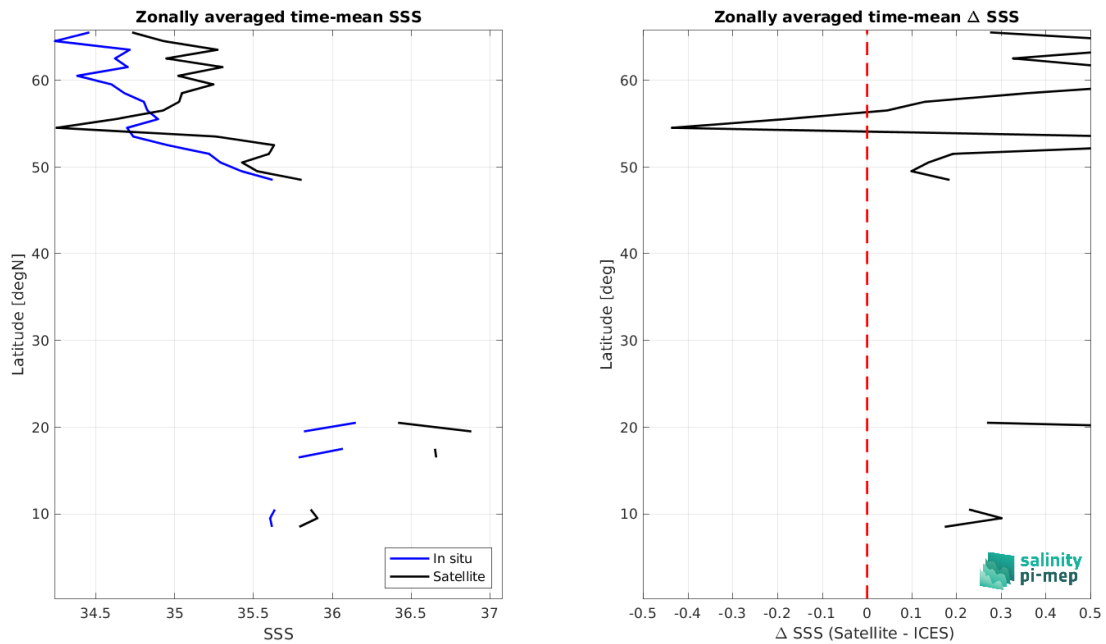 Zonally averaged time-mean SSS
Latitude [degN]
60
50
40
30
20
10
34.5 35 35.5 36 36.5 37
SSS
In situ
Satellite
Zonally averaged time-mean Δ SSS
Latitude [deg]
60
50
40
30
20
10
-0.5 -0.4 -0.3 -0.2 -0.1 0 0.1 0.2 0.3 0.4 0.5
Δ SSS (Satellite - ICES)
salinity
pi-mep